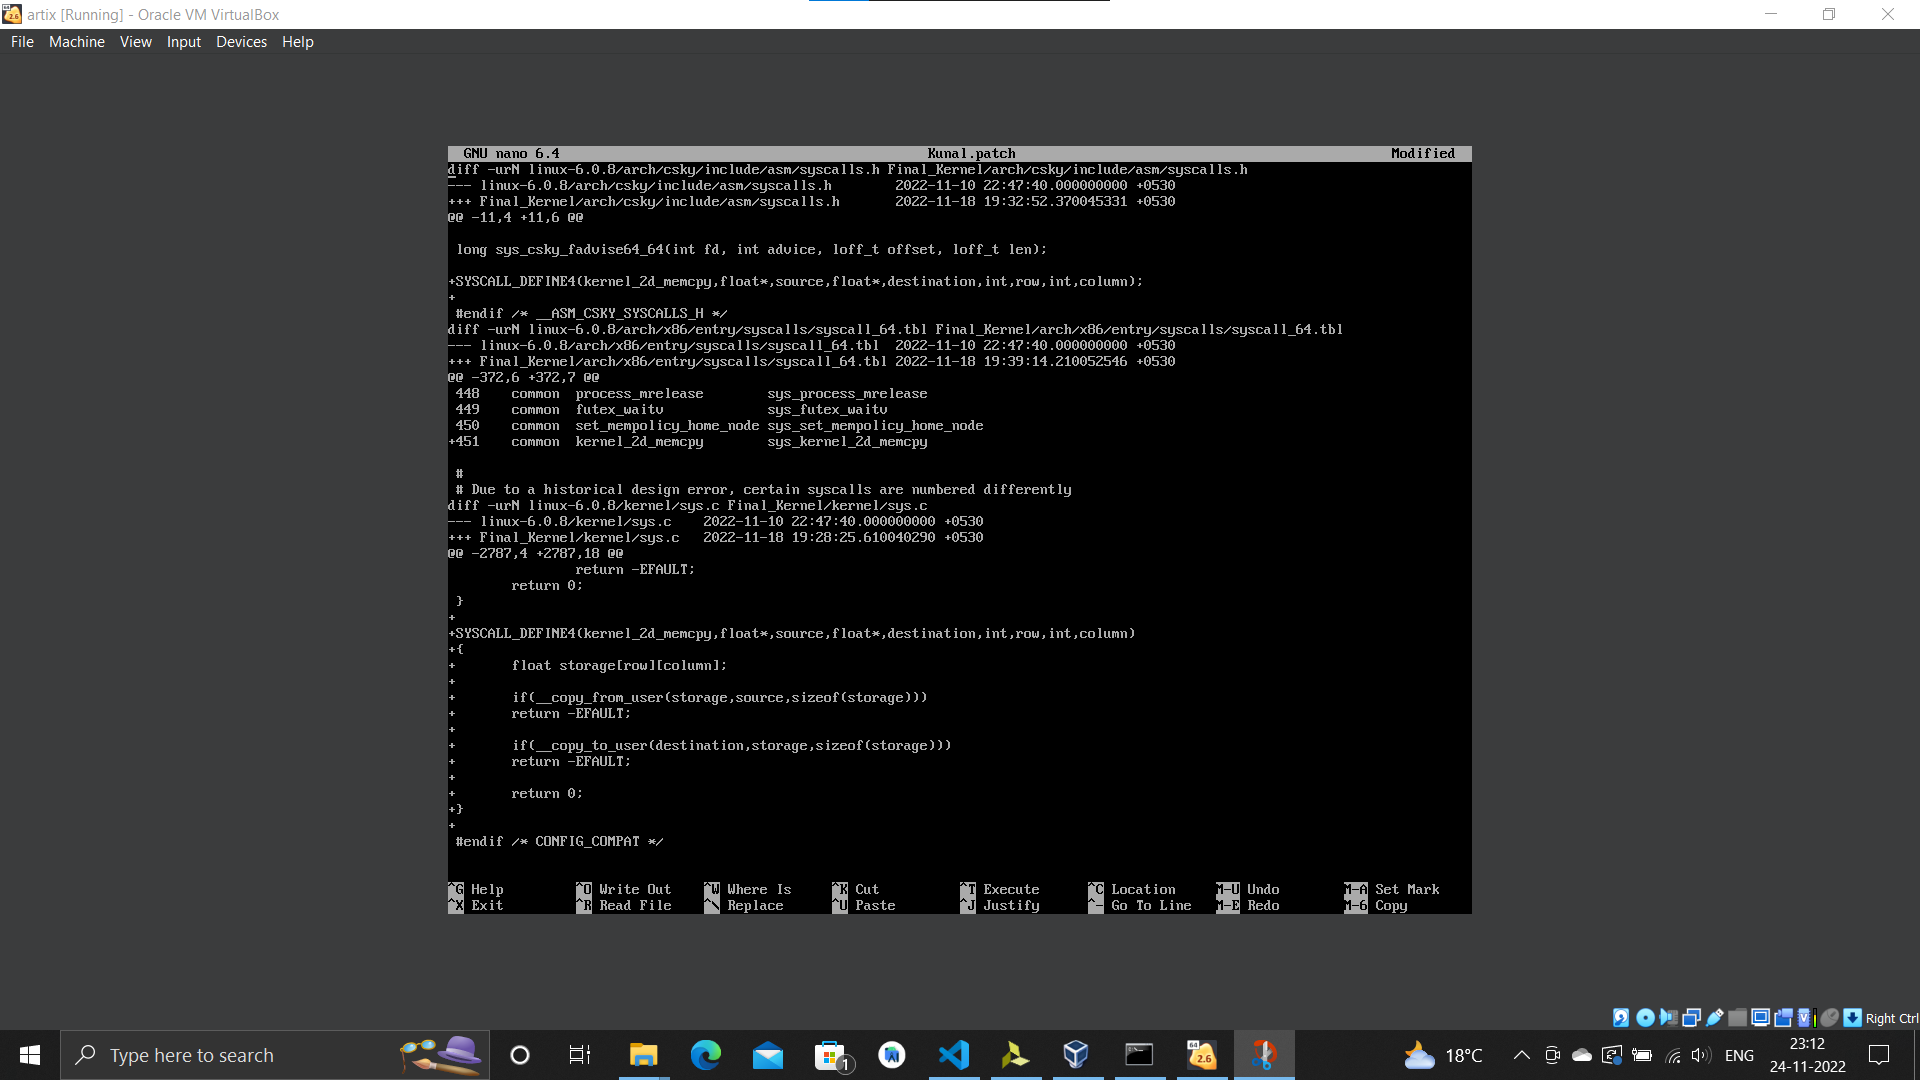 artix [Running] - Oracle VM VirtualBox
File Machine View Input Devices Help
GNU nano 6.4 Kunal.patch Modified
diff -urN linux-6.0.8/arch/csky/include/asm/syscalls.h Final_Kernel/arch/csky/include/asm/syscalls.h
--- linux-6.0.8/arch/csky/include/asm/syscalls.h 2022-11-10 22:47:40.000000000 +0530
+++ Final_Kernel/arch/csky/include/asm/syscalls.h 2022-11-18 19:32:52.370045331 +0530
@@ -11,4 +11,6 @@
long sys_csky_fadvise64_64(int fd, int advice, loff_t offset, loff_t len);
+SYSCALL_DEFINE4(kernel_2d_memcpy,float*,source,float*,destination,int,row,int,column);
+
#endif /* __ASM_CSKY_SYSCALLS_H */
diff -urN linux-6.0.8/arch/x86/entry/syscalls/syscall_64.tbl Final_Kernel/arch/x86/entry/syscalls/syscall_64.tbl
--- linux-6.0.8/arch/x86/entry/syscalls/syscall_64.tbl 2022-11-10 22:47:40.000000000 +0530
+++ Final_Kernel/arch/x86/entry/syscalls/syscall_64.tbl 2022-11-18 19:39:14.210052546 +0530
@@ -372,6 +372,7 @@
448 common process_mrelease sys_process_mrelease
449 common futex_waitv sys_futex_waitv
450 common set_mempolicy_home_node sys_set_mempolicy_home_node
+451 common kernel_2d_memcpy sys_kernel_2d_memcpy
#
# Due to a historical design error, certain syscalls are numbered differently
diff -urN linux-6.0.8/kernel/sys.c Final_Kernel/kernel/sys.c
--- linux-6.0.8/kernel/sys.c 2022-11-10 22:47:40.000000000 +0530
+++ Final_Kernel/kernel/sys.c 2022-11-18 19:28:25.610040290 +0530
@@ -2787,4 +2787,18 @@
return -EFAULT;
return 0;
}
+
+SYSCALL_DEFINE4(kernel_2d_memcpy,float*,source,float*,destination,int,row,int,column)
+{
+ float storage[row][column];
+
+ if(__copy_from_user(storage,source,sizeof(storage)))
+ return -EFAULT;
+
+ if(__copy_to_user(destination,storage,sizeof(storage)))
+ return -EFAULT;
+
+ return 0;
+}
+
#endif /* CONFIG_COMPAT */
^G Help ^O Write Out ^W Where Is ^K Cut ^T Execute ^C Location M-U Undo M-A Set Mark
^X Exit ^R Read File ^\ Replace ^U Paste ^J Justify ^- Go To Line M-E Redo M-6 Copy
Right Ctrl
Type here to search
1
64
2.6
18°C
ENG
23:12
24-11-2022